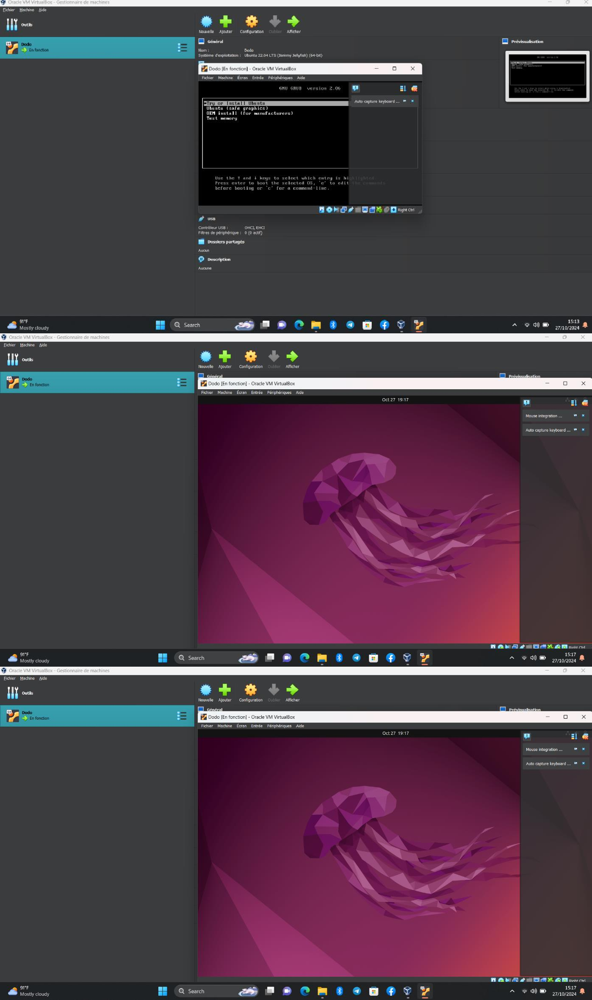 Oracle VM VirtualBox - Gestionnaire de machines
Fichier Machine Aide
Outils
Nouvelle Ajouter Configuration Oublier Afficher
64 Dodo
En fonction
Général
Nom : Dodo
Système d'exploitation : Ubuntu 22.04 LTS (Jammy Jellyfish) (64-bit)
Prévisualisation
Dodo [En fonction] - Oracle VM VirtualBox
Fichier Machine Écran Entrée Périphériques Aide
GNU GRUB version 2.06
*Try or Install Ubuntu
Ubuntu (safe graphics)
OEM install (for manufacturers)
Test memory
Auto capture keyboard ...
Use the ↑ and ↓ keys to select which entry is highlighted.
Press enter to boot the selected OS, `e' to edit the commands
before booting or `c' for a command-line.
Right Ctrl
USB
Contrôleur USB : OHCI, EHCI
Filtres de périphérique : 0 (0 actif)
Dossiers partagés
Aucun
Description
Aucune
91°F
Mostly cloudy
Search
15:13
27/10/2024
Oracle VM VirtualBox - Gestionnaire de machines
Fichier Machine Aide
Outils
Nouvelle Ajouter Configuration Oublier Afficher
64 Dodo
En fonction
Général
Prévisualisation
Dodo [En fonction] - Oracle VM VirtualBox
Fichier Machine Écran Entrée Périphériques Aide
Oct 27 19:17
Mouse integration ...
Auto capture keyboard ...
Right Ctrl
91°F
Mostly cloudy
Search
15:17
27/10/2024
Oracle VM VirtualBox - Gestionnaire de machines
Fichier Machine Aide
Outils
Nouvelle Ajouter Configuration Oublier Afficher
64 Dodo
En fonction
Général
Prévisualisation
Dodo [En fonction] - Oracle VM VirtualBox
Fichier Machine Écran Entrée Périphériques Aide
Oct 27 19:17
Mouse integration ...
Auto capture keyboard ...
Right Ctrl
91°F
Mostly cloudy
Search
15:17
27/10/2024